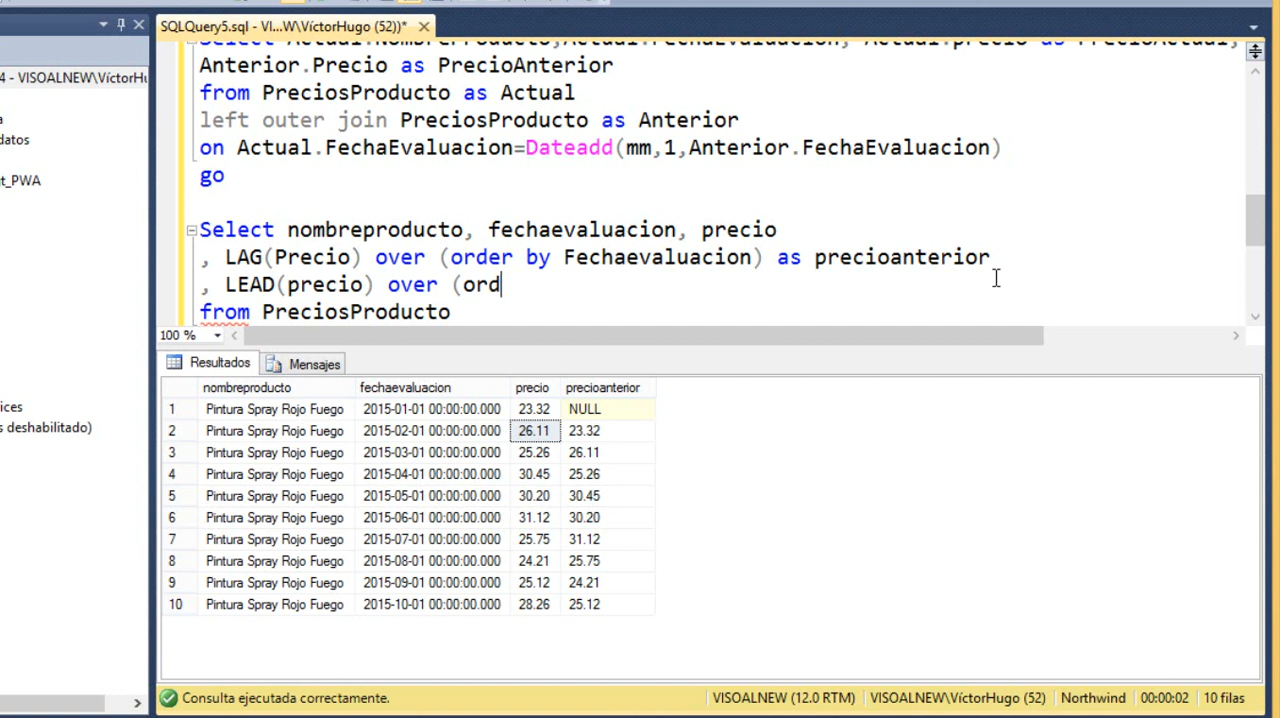 SQLQuery5.sql - VI...W\VíctorHugo (52))*
4 - VISOALNEW\VíctorHu
a
datos
gt_PWA
ices
s deshabilitado)
Select Actual.NombreProducto,Actual.FechaEvaluacion, Actual.precio as PrecioActual,
Anterior.Precio as PrecioAnterior
from PreciosProducto as Actual
left outer join PreciosProducto as Anterior
on Actual.FechaEvaluacion=Dateadd(mm,1,Anterior.FechaEvaluacion)
go
Select nombreproducto, fechaevaluacion, precio
, LAG(Precio) over (order by Fechaevaluacion) as precioanterior
, LEAD(precio) over (ord
from PreciosProducto
100 %
Resultados Mensajes
nombreproducto fechaevaluacion precio precioanterior
1 Pintura Spray Rojo Fuego 2015-01-01 00:00:00.000 23.32 NULL
2 Pintura Spray Rojo Fuego 2015-02-01 00:00:00.000 26.11 23.32
3 Pintura Spray Rojo Fuego 2015-03-01 00:00:00.000 25.26 26.11
4 Pintura Spray Rojo Fuego 2015-04-01 00:00:00.000 30.45 25.26
5 Pintura Spray Rojo Fuego 2015-05-01 00:00:00.000 30.20 30.45
6 Pintura Spray Rojo Fuego 2015-06-01 00:00:00.000 31.12 30.20
7 Pintura Spray Rojo Fuego 2015-07-01 00:00:00.000 25.75 31.12
8 Pintura Spray Rojo Fuego 2015-08-01 00:00:00.000 24.21 25.75
9 Pintura Spray Rojo Fuego 2015-09-01 00:00:00.000 25.12 24.21
10 Pintura Spray Rojo Fuego 2015-10-01 00:00:00.000 28.26 25.12
Consulta ejecutada correctamente. VISOALNEW (12.0 RTM) VISOALNEW\VíctorHugo (52) Northwind 00:00:02 10 filas